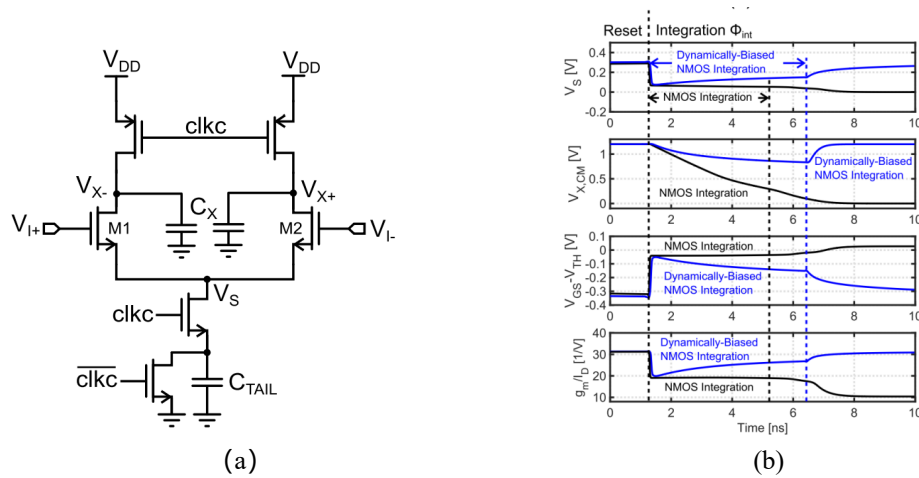 V_DD V_DD
clkc
V_X- C_X V_X+
V_I+ M1 M2 V_I-
V_S
clkc
c̅l̅k̅c̅ C_TAIL
(a)
Reset Integration Φ_int
V_S [V]
0.4
0.2
0
-0.2
Dynamically-Biased
NMOS Integration
NMOS Integration
0 2 4 6 8 10
V_X,CM [V]
1
0.5
0
Dynamically-Biased
NMOS Integration
NMOS Integration
0 2 4 6 8 10
V_GS-V_TH [V]
0.1
0
-0.1
-0.2
-0.3
-0.4
NMOS Integration
Dynamically-Biased
NMOS Integration
0 2 4 6 8 10
g_m/I_D [1/V]
40
30
20
10
Dynamically-Biased
NMOS Integration
NMOS Integration
0 2 4 6 8 10
Time [ns]
(b)